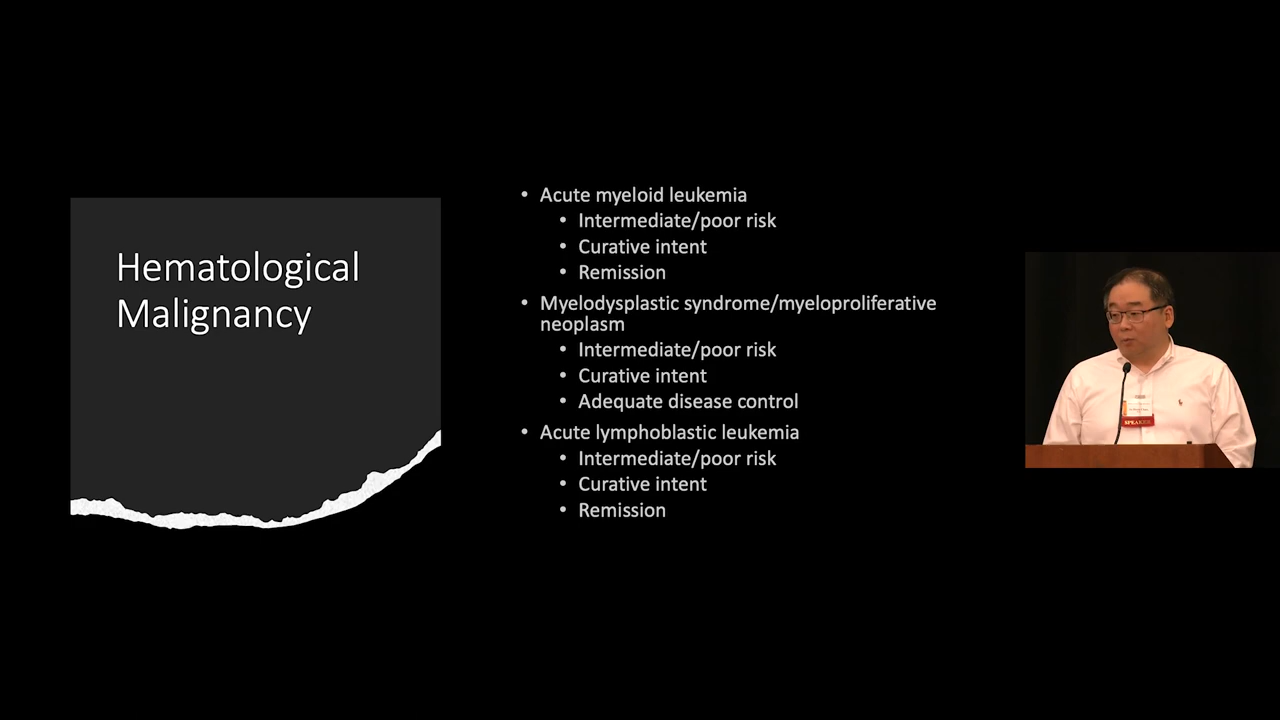 Hematological
Malignancy
• Acute myeloid leukemia
• Intermediate/poor risk
• Curative intent
• Remission
• Myelodysplastic syndrome/myeloproliferative
neoplasm
• Intermediate/poor risk
• Curative intent
• Adequate disease control
• Acute lymphoblastic leukemia
• Intermediate/poor risk
• Curative intent
• Remission
SPEAKER